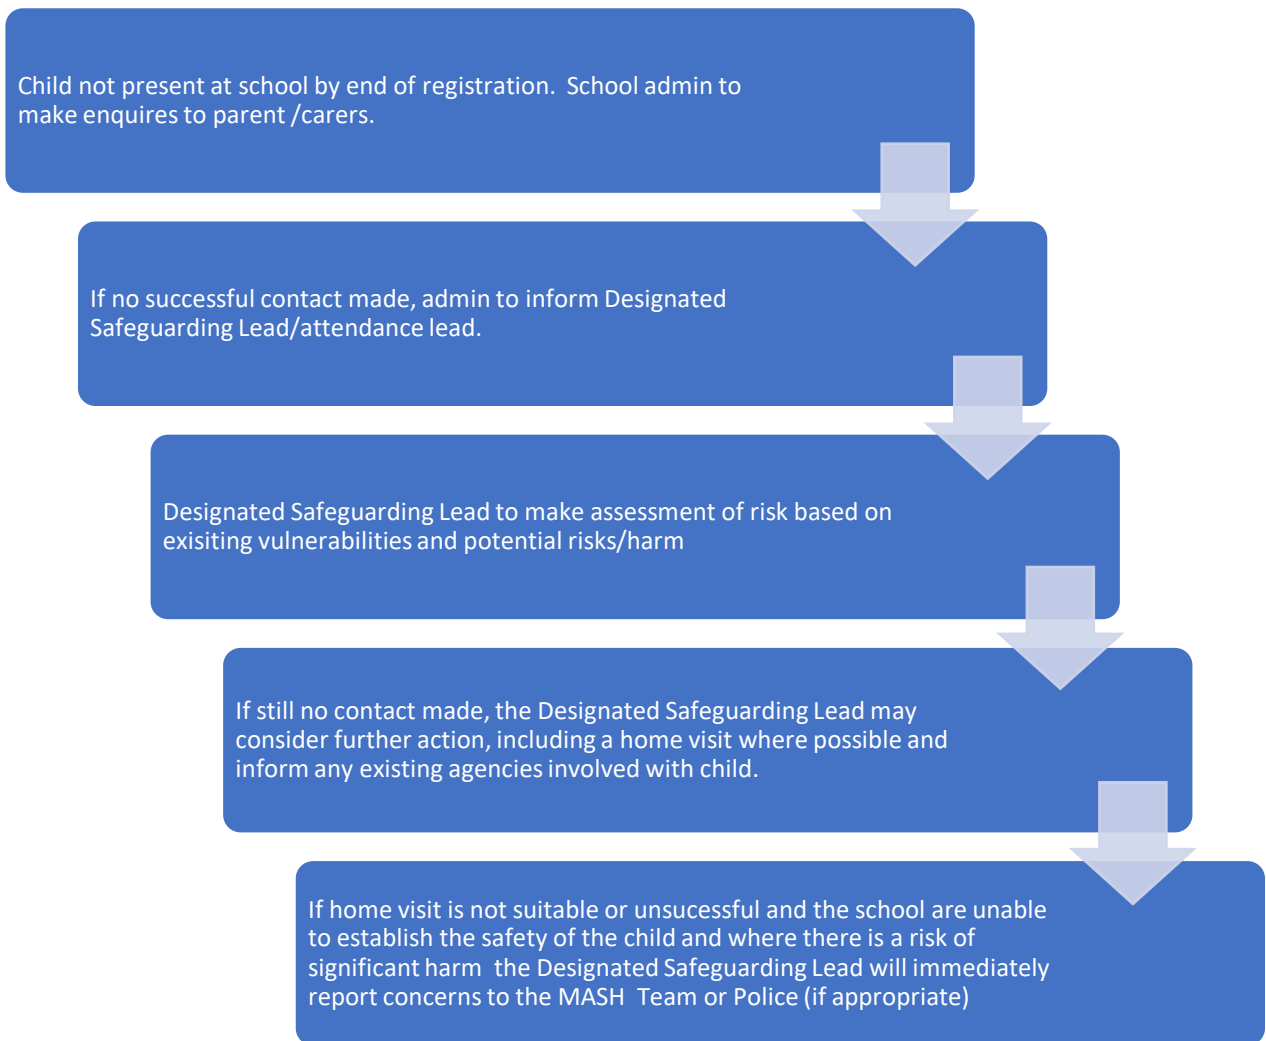 Child not present at school by end of registration.  School admin to
make enquires to parent /carers.
If no successful contact made, admin to inform Designated
Safeguarding Lead/attendance lead.
Designated Safeguarding Lead to make assessment of risk based on
exisiting vulnerabilities and potential risks/harm
If still no contact made, the Designated Safeguarding Lead may
consider further action, including a home visit where possible and
inform any existing agencies involved with child.
If home visit is not suitable or unsucessful and the school are unable
to establish the safety of the child and where there is a risk of
significant harm  the Designated Safeguarding Lead will immediately
report concerns to the MASH  Team or Police (if appropriate)